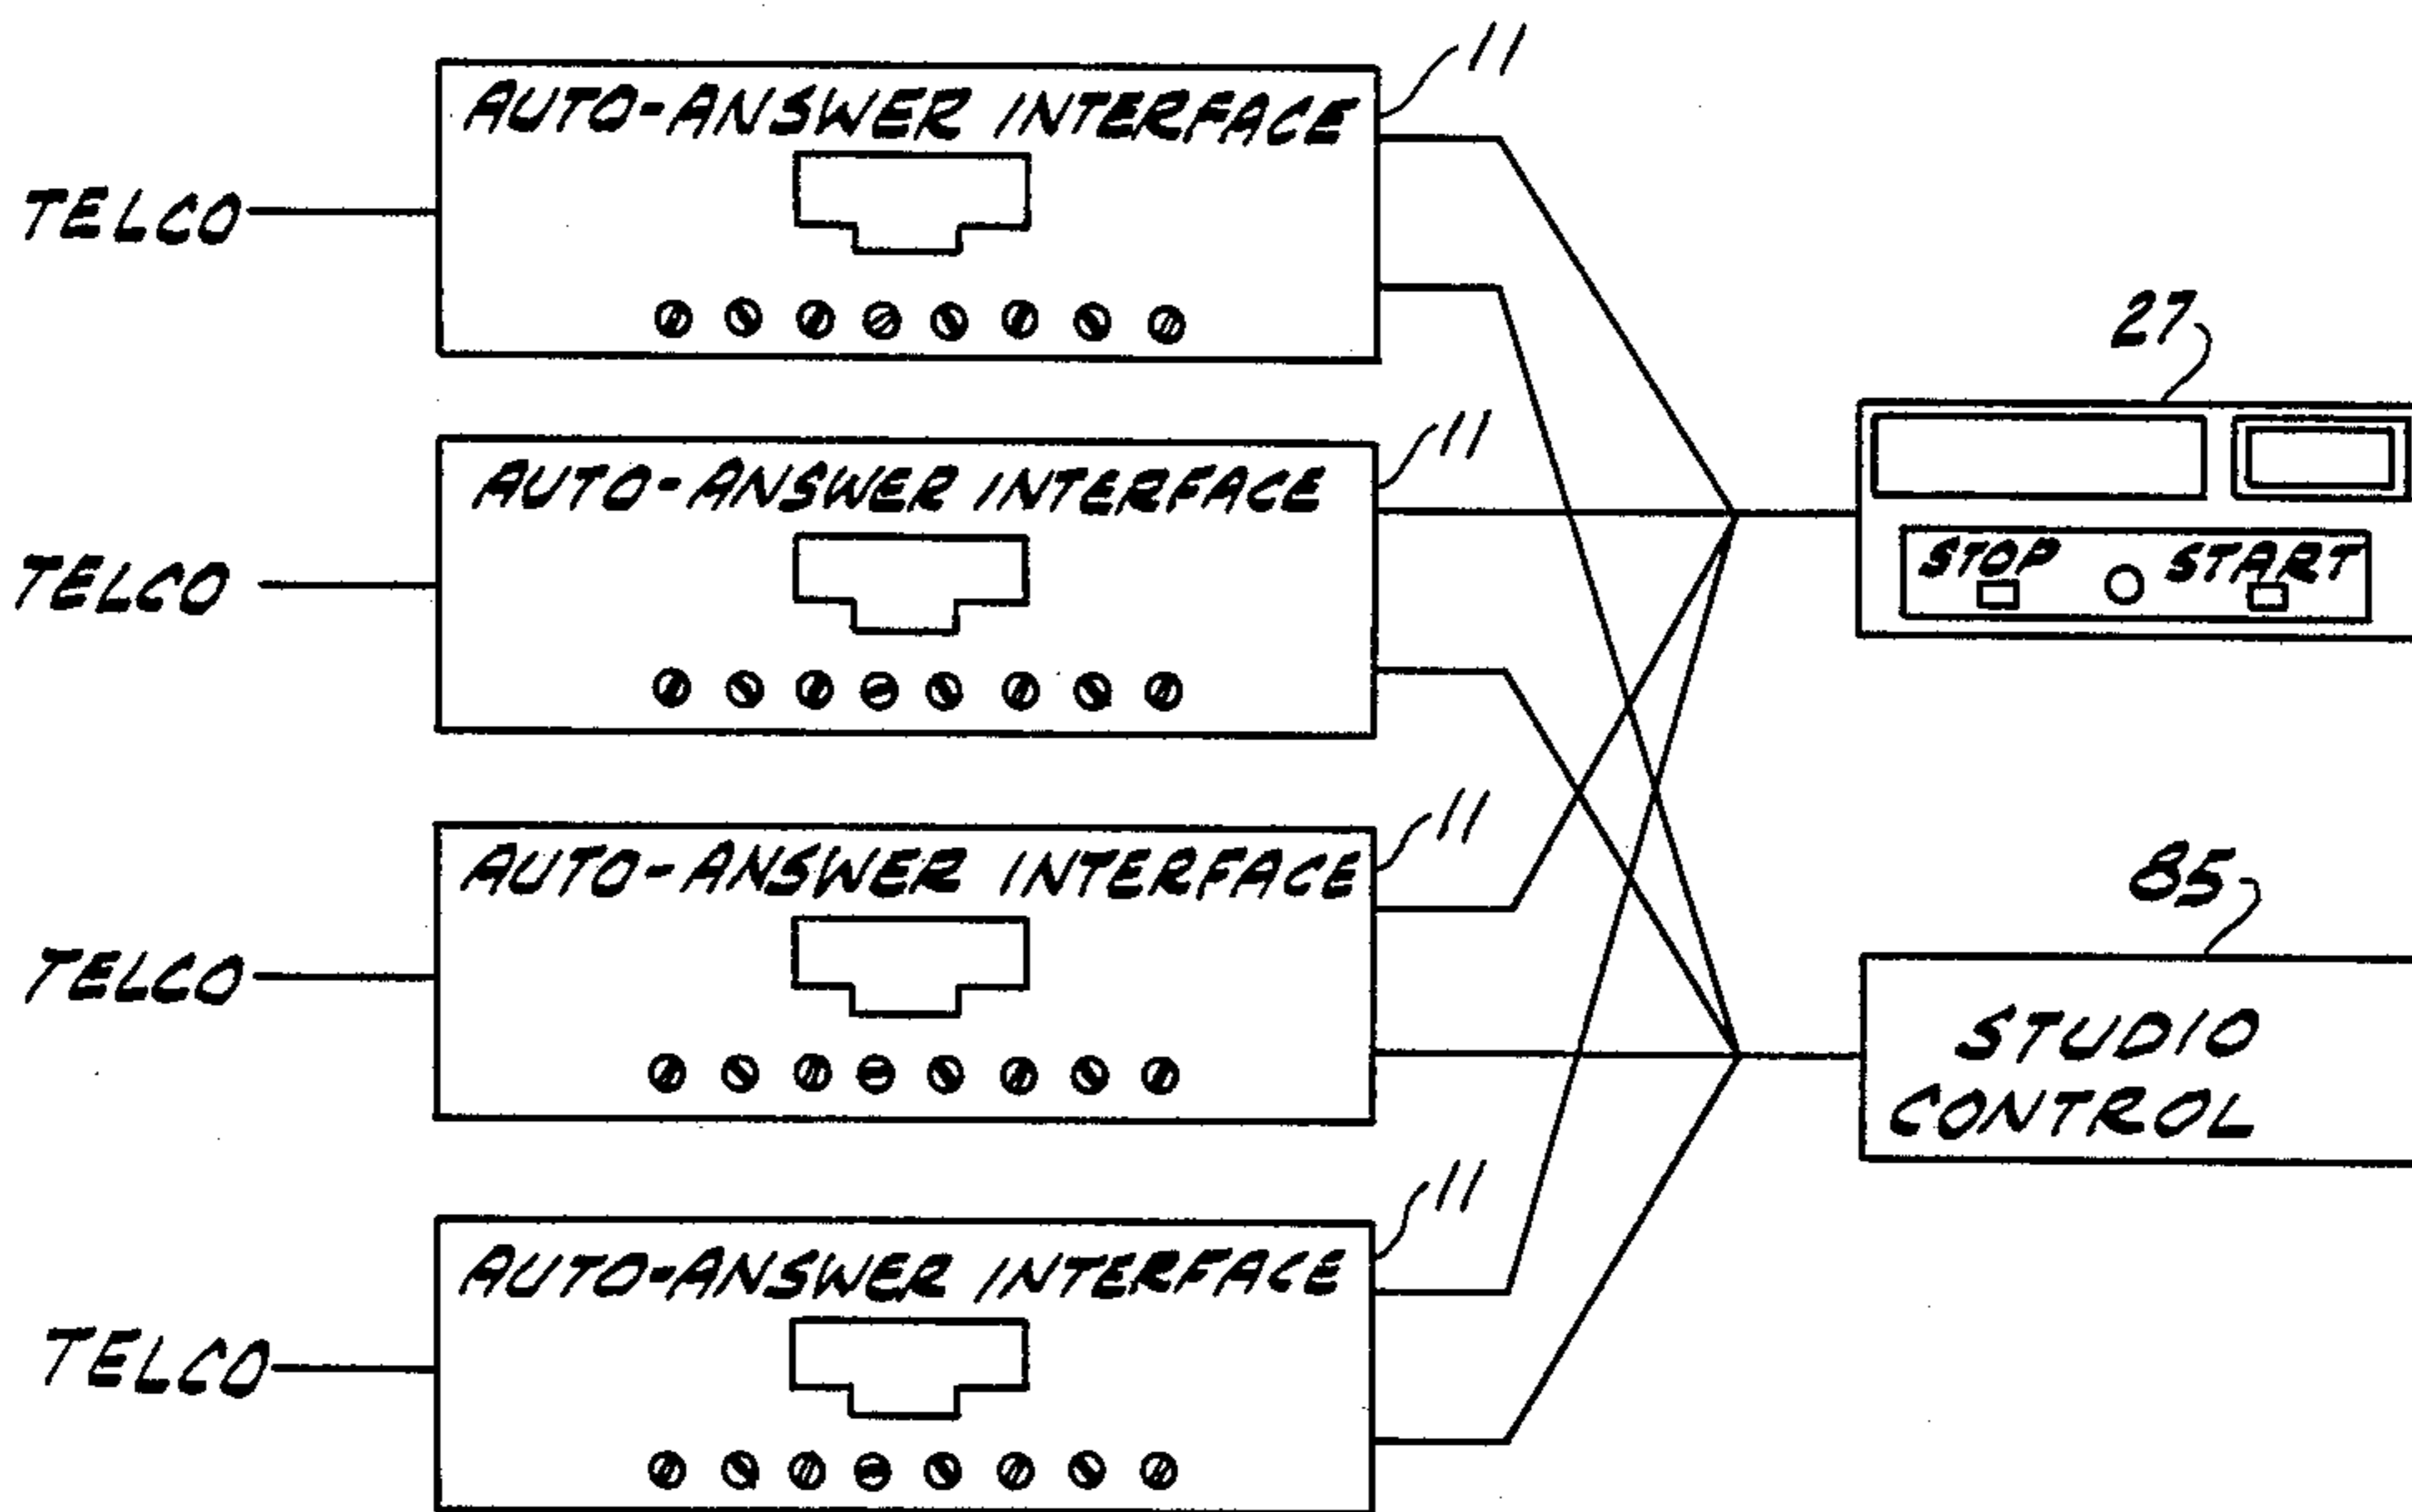 11
AUTO-ANSWER INTERFACE
TELCO
27
11
AUTO-ANSWER INTERFACE
TELCO
STOP START
11
AUTO-ANSWER INTERFACE
TELCO
85
STUDIO
CONTROL
11
AUTO-ANSWER INTERFACE
TELCO